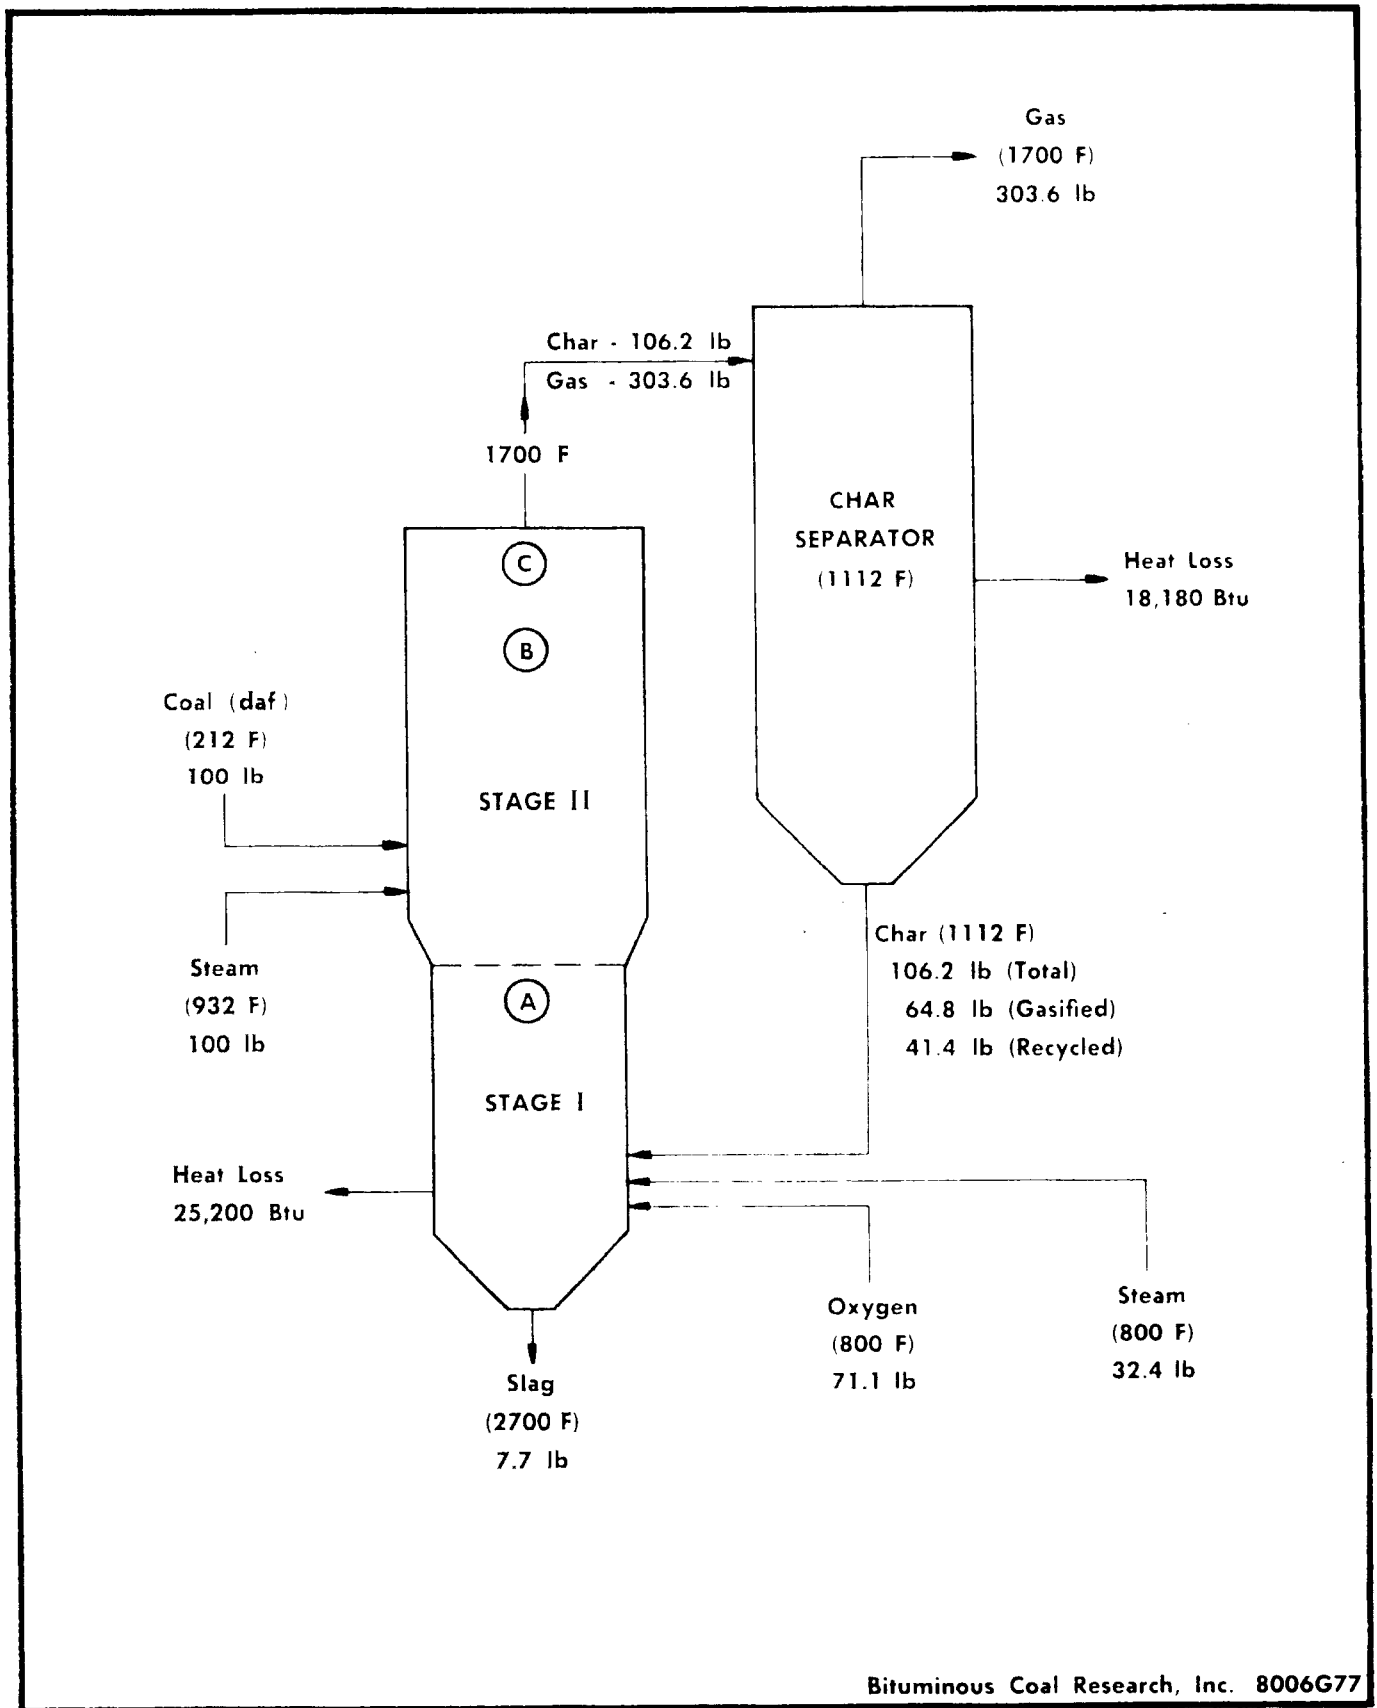 Gas
(1700 F)
303.6 lb
Char - 106.2 lb
Gas - 303.6 lb
1700 F
CHAR
SEPARATOR
(1112 F)
Heat Loss
18,180 Btu
C
B
Coal (daf)
(212 F)
100 lb
STAGE II
Steam
(932 F)
100 lb
A
Char (1112 F)
106.2 lb (Total)
64.8 lb (Gasified)
41.4 lb (Recycled)
STAGE I
Heat Loss
25,200 Btu
Oxygen
(800 F)
71.1 lb
Steam
(800 F)
32.4 lb
Slag
(2700 F)
7.7 lb
Bituminous Coal Research, Inc. 8006G77